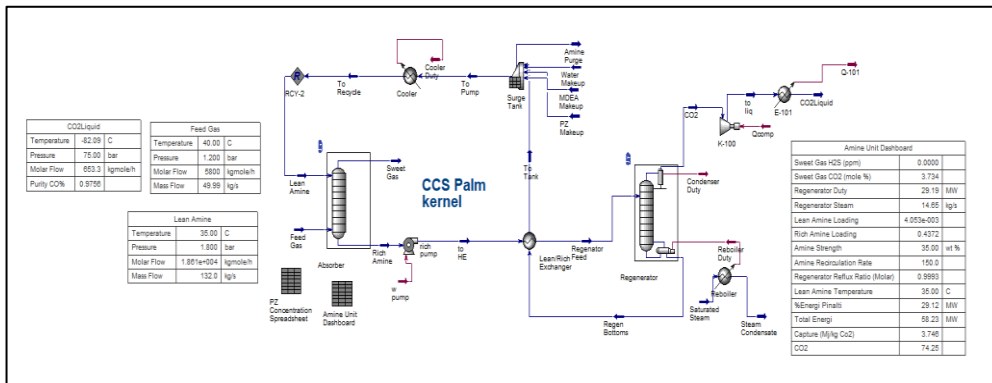 Amine
Purge
Water
Makeup
MDEA
Makeup
PZ
Makeup
Surge
Tank
Cooler
Duty
Cooler
To
Pump
To
Recycle
RCY-2
R
Q-101
to
liq
E-101
CO2Liquid
CO2
K-100
Qcomp
CO2Liquid
Temperature -82.09 C
Pressure 75.00 bar
Molar Flow 653.3 kgmole/h
Purity CO% 0.9756
Feed Gas
Temperature 40.00 C
Pressure 1.200 bar
Molar Flow 5800 kgmole/h
Mass Flow 49.99 kg/s
Lean Amine
Temperature 35.00 C
Pressure 1.800 bar
Molar Flow 1.861e+004 kgmole/h
Mass Flow 132.0 kg/s
Lean
Amine
Sweet
Gas
CCS Palm
kernel
Feed
Gas
Absorber
Rich
Amine
rich
pump
w
pump
to
HE
To
Tank
Lean/Rich
Exchanger
Regenerator
Feed
Condenser
Duty
Regenerator
Reboiler
Duty
Reboiler
Saturated
Steam
Steam
Condensate
Regen
Bottoms
PZ
Concentration
Spreadsheet
Amine Unit
Dashboard
Amine Unit Dashboard
Sweet Gas H2S (ppm) 0.0000
Sweet Gas CO2 (mole %) 3.734
Regenerator Duty 29.19 MW
Regenerator Steam 14.65 kg/s
Lean Amine Loading 4.053e-003
Rich Amine Loading 0.4372
Amine Strength 35.00 wt %
Amine Recirculation Rate 150.0
Regenerator Reflux Ratio (Molar) 0.9993
Lean Amine Temperature 35.00 C
%Energi Pinalti 29.12 MW
Total Energi 58.23 MW
Capture (Mj/kg Co2) 3.746
CO2 74.25